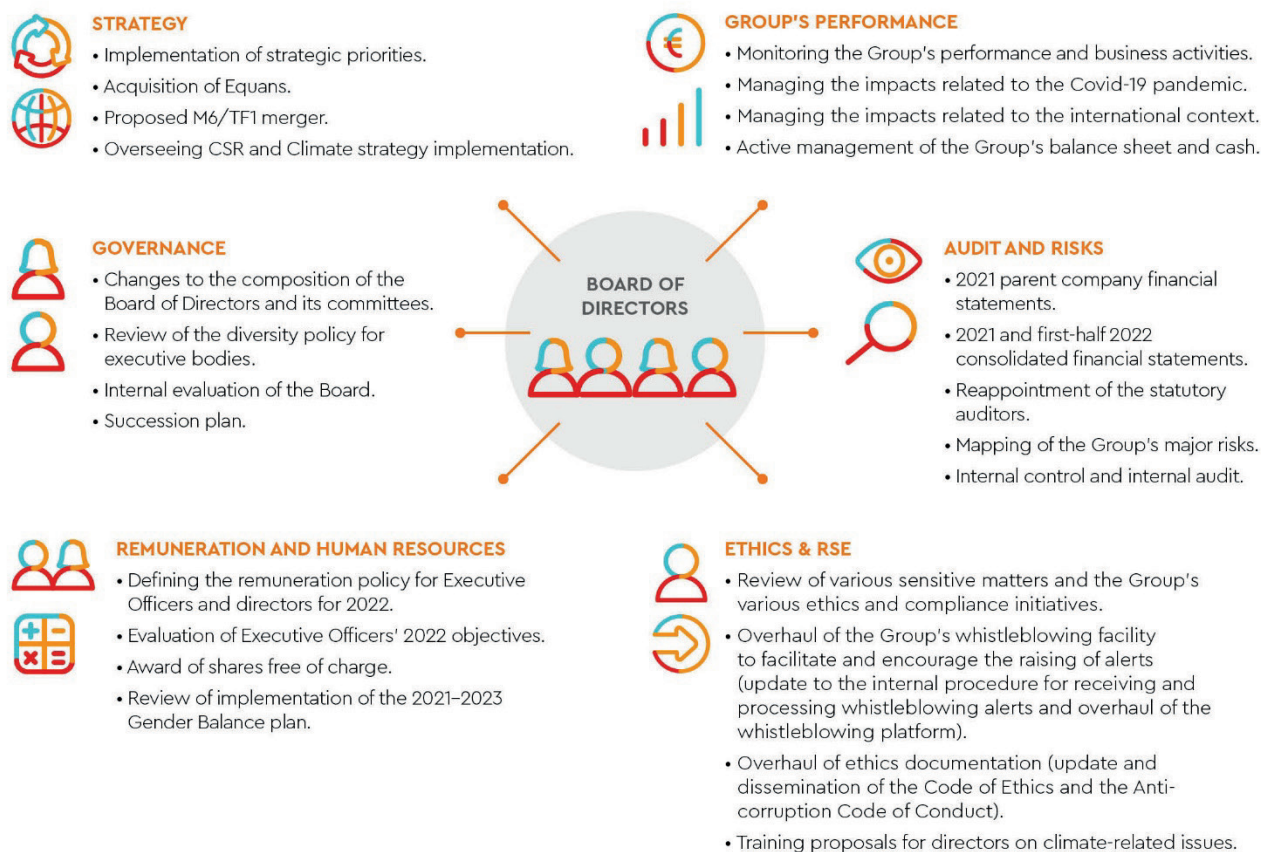 STRATEGY
• Implementation of strategic priorities.
• Acquisition of Equans.
• Proposed M6/TF1 merger.
• Overseeing CSR and Climate strategy implementation.
GROUP'S PERFORMANCE
€
• Monitoring the Group's performance and business activities.
• Managing the impacts related to the Covid-19 pandemic.
• Managing the impacts related to the international context.
• Active management of the Group's balance sheet and cash.
GOVERNANCE
• Changes to the composition of the
Board of Directors and its committees.
• Review of the diversity policy for
executive bodies.
• Internal evaluation of the Board.
• Succession plan.
BOARD OF
DIRECTORS
AUDIT AND RISKS
• 2021 parent company financial
statements.
• 2021 and first-half 2022
consolidated financial statements.
• Reappointment of the statutory
auditors.
• Mapping of the Group's major risks.
• Internal control and internal audit.
REMUNERATION AND HUMAN RESOURCES
• Defining the remuneration policy for Executive
Officers and directors for 2022.
• Evaluation of Executive Officers' 2022 objectives.
• Award of shares free of charge.
• Review of implementation of the 2021–2023
Gender Balance plan.
ETHICS & RSE
• Review of various sensitive matters and the Group's
various ethics and compliance initiatives.
• Overhaul of the Group's whistleblowing facility
to facilitate and encourage the raising of alerts
(update to the internal procedure for receiving and
processing whistleblowing alerts and overhaul of the
whistleblowing platform).
• Overhaul of ethics documentation (update and
dissemination of the Code of Ethics and the Anti-
corruption Code of Conduct).
• Training proposals for directors on climate-related issues.